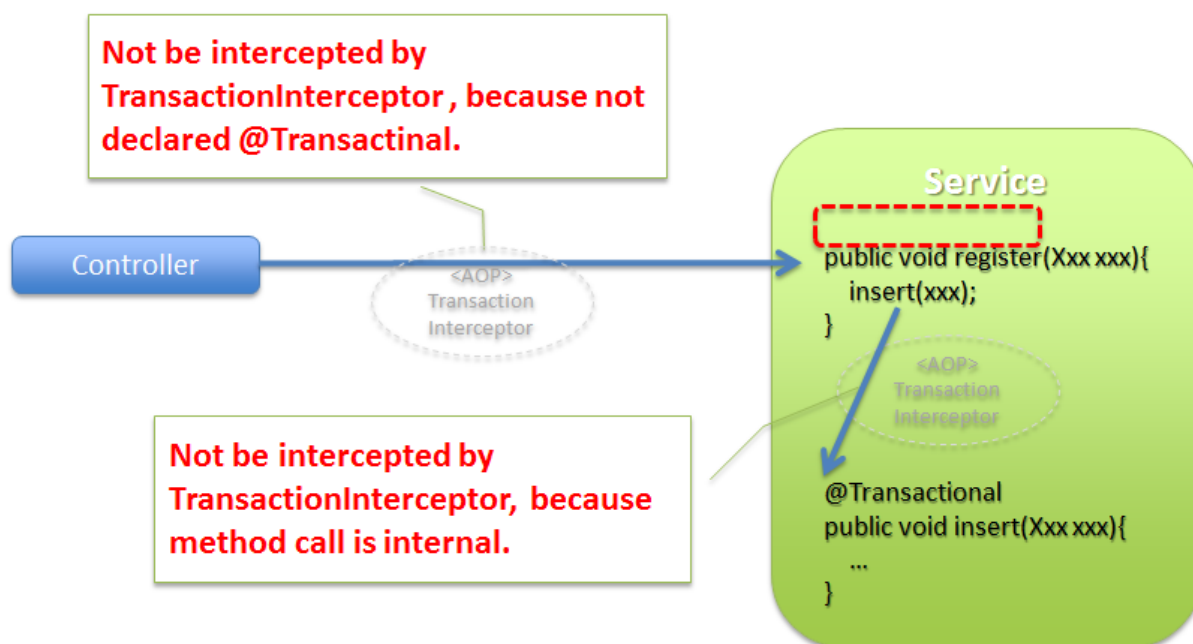 Not be intercepted by
TransactionInterceptor , because not
declared @Transactinal.
Service
Controller
<AOP>
Transaction
Interceptor
public void register(Xxx xxx){
insert(xxx);
}
<AOP>
Transaction
Interceptor
Not be intercepted by
TransactionInterceptor, because
method call is internal.
@Transactional
public void insert(Xxx xxx){
...
}